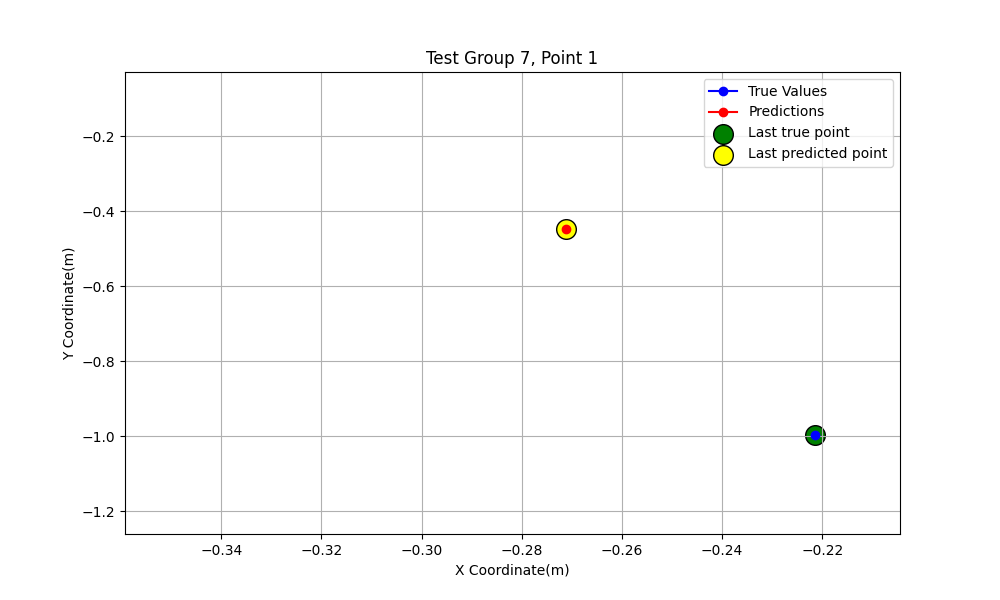 Test Group 7, Point 1
True Values
Predictions
Last true point
Last predicted point
Y Coordinate(m)
−0.2
−0.4
−0.6
−0.8
−1.0
−1.2
−0.34 −0.32 −0.30 −0.28 −0.26 −0.24 −0.22
X Coordinate(m)